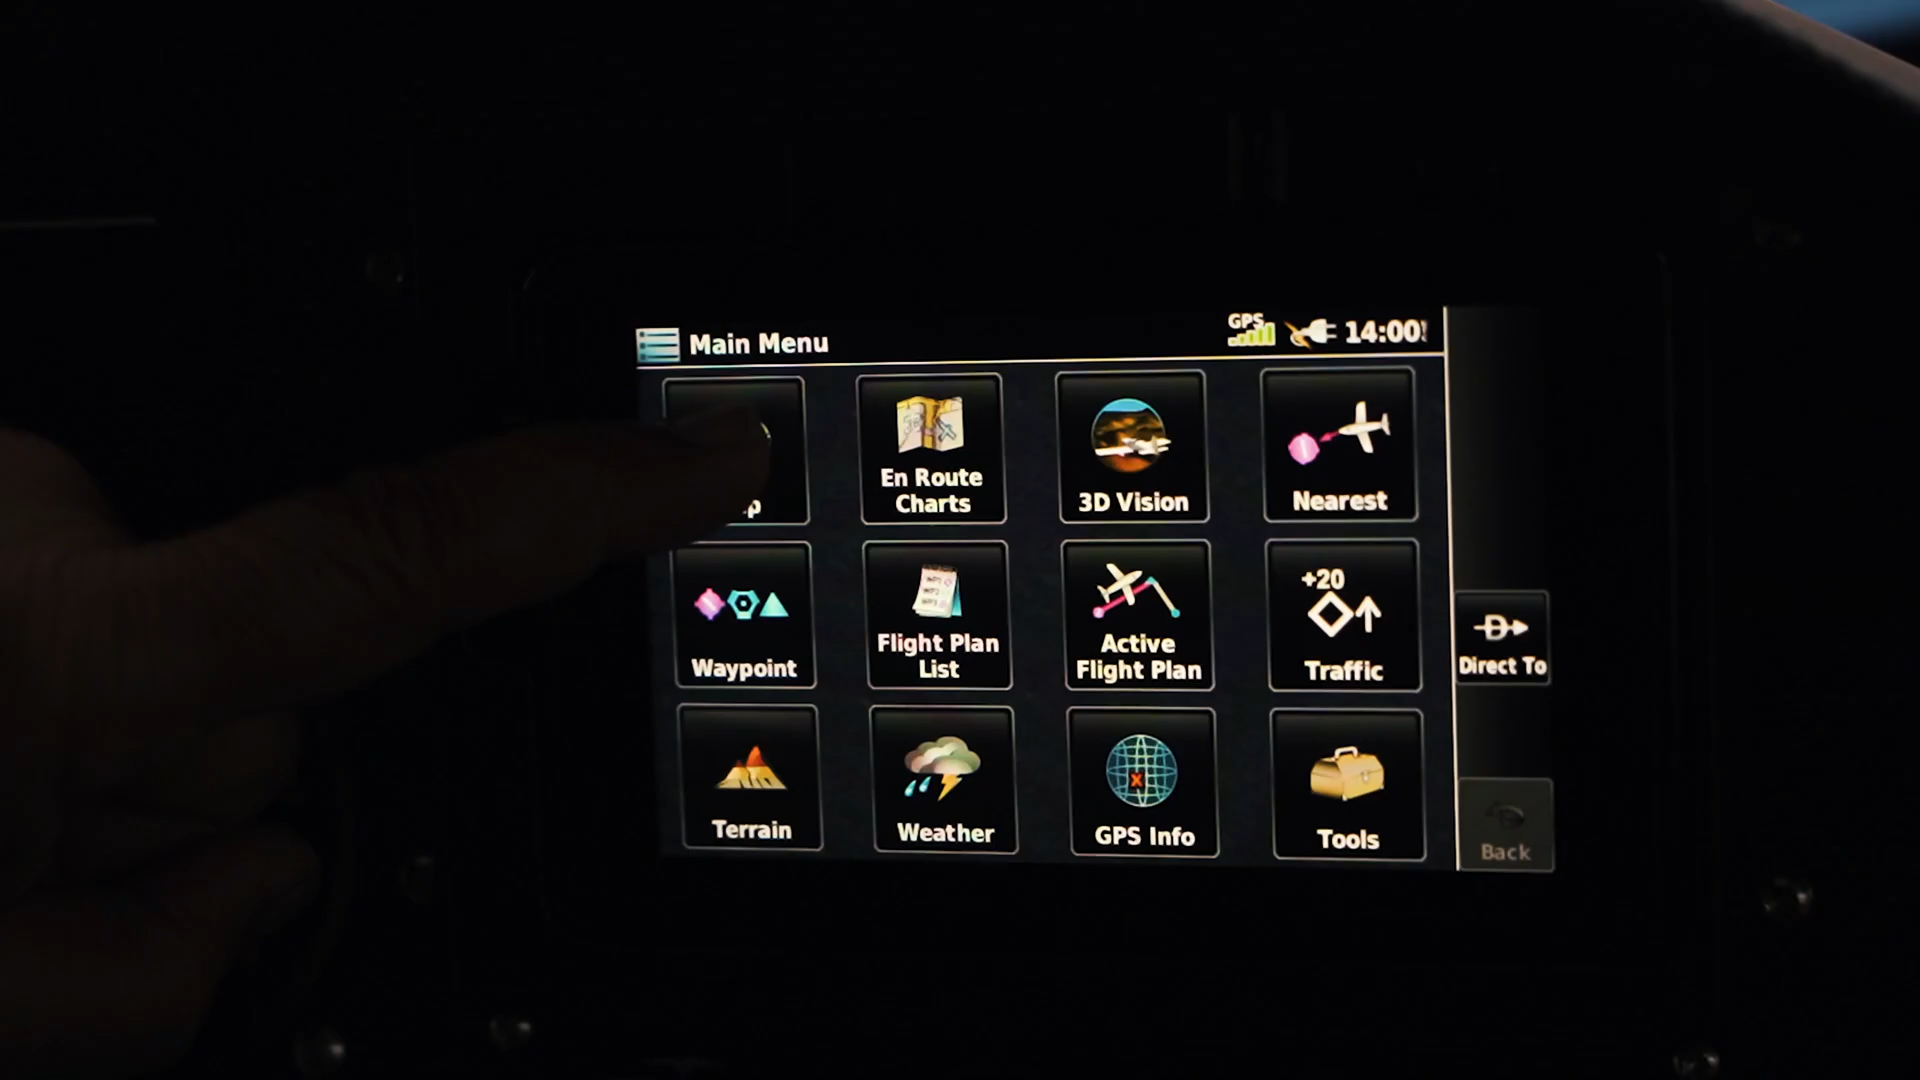 Main Menu
GPS
14:00
En Route
Charts
3D Vision
Nearest
Waypoint
Flight Plan
List
Active
Flight Plan
+20
Traffic
Direct To
Terrain
Weather
GPS Info
Tools
Back